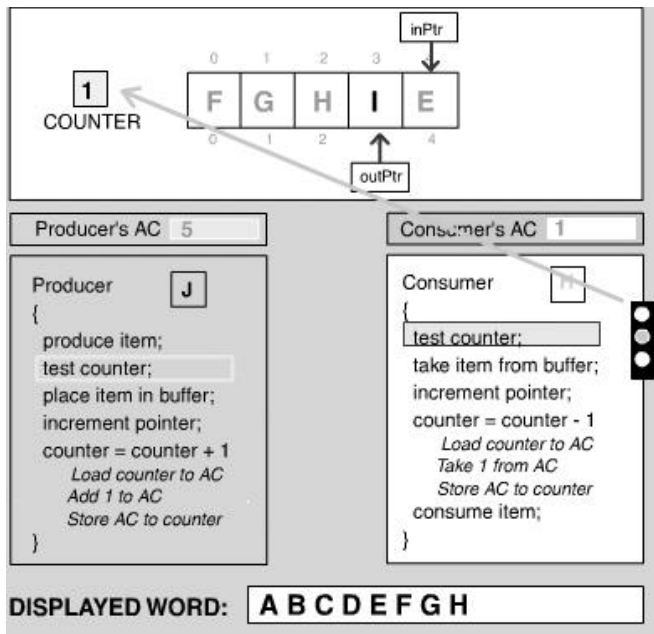 inPtr
0 1 2 3
1
F G H I E
COUNTER
0 1 2 4
outPtr
Producer's AC 5
Consumer's AC 1
Producer J
{
produce item;
test counter;
place item in buffer;
increment pointer;
counter = counter + 1
Load counter to AC
Add 1 to AC
Store AC to counter
}
Consumer H
{
test counter;
take item from buffer;
increment pointer;
counter = counter - 1
Load counter to AC
Take 1 from AC
Store AC to counter
consume item;
}
DISPLAYED WORD: A B C D E F G H